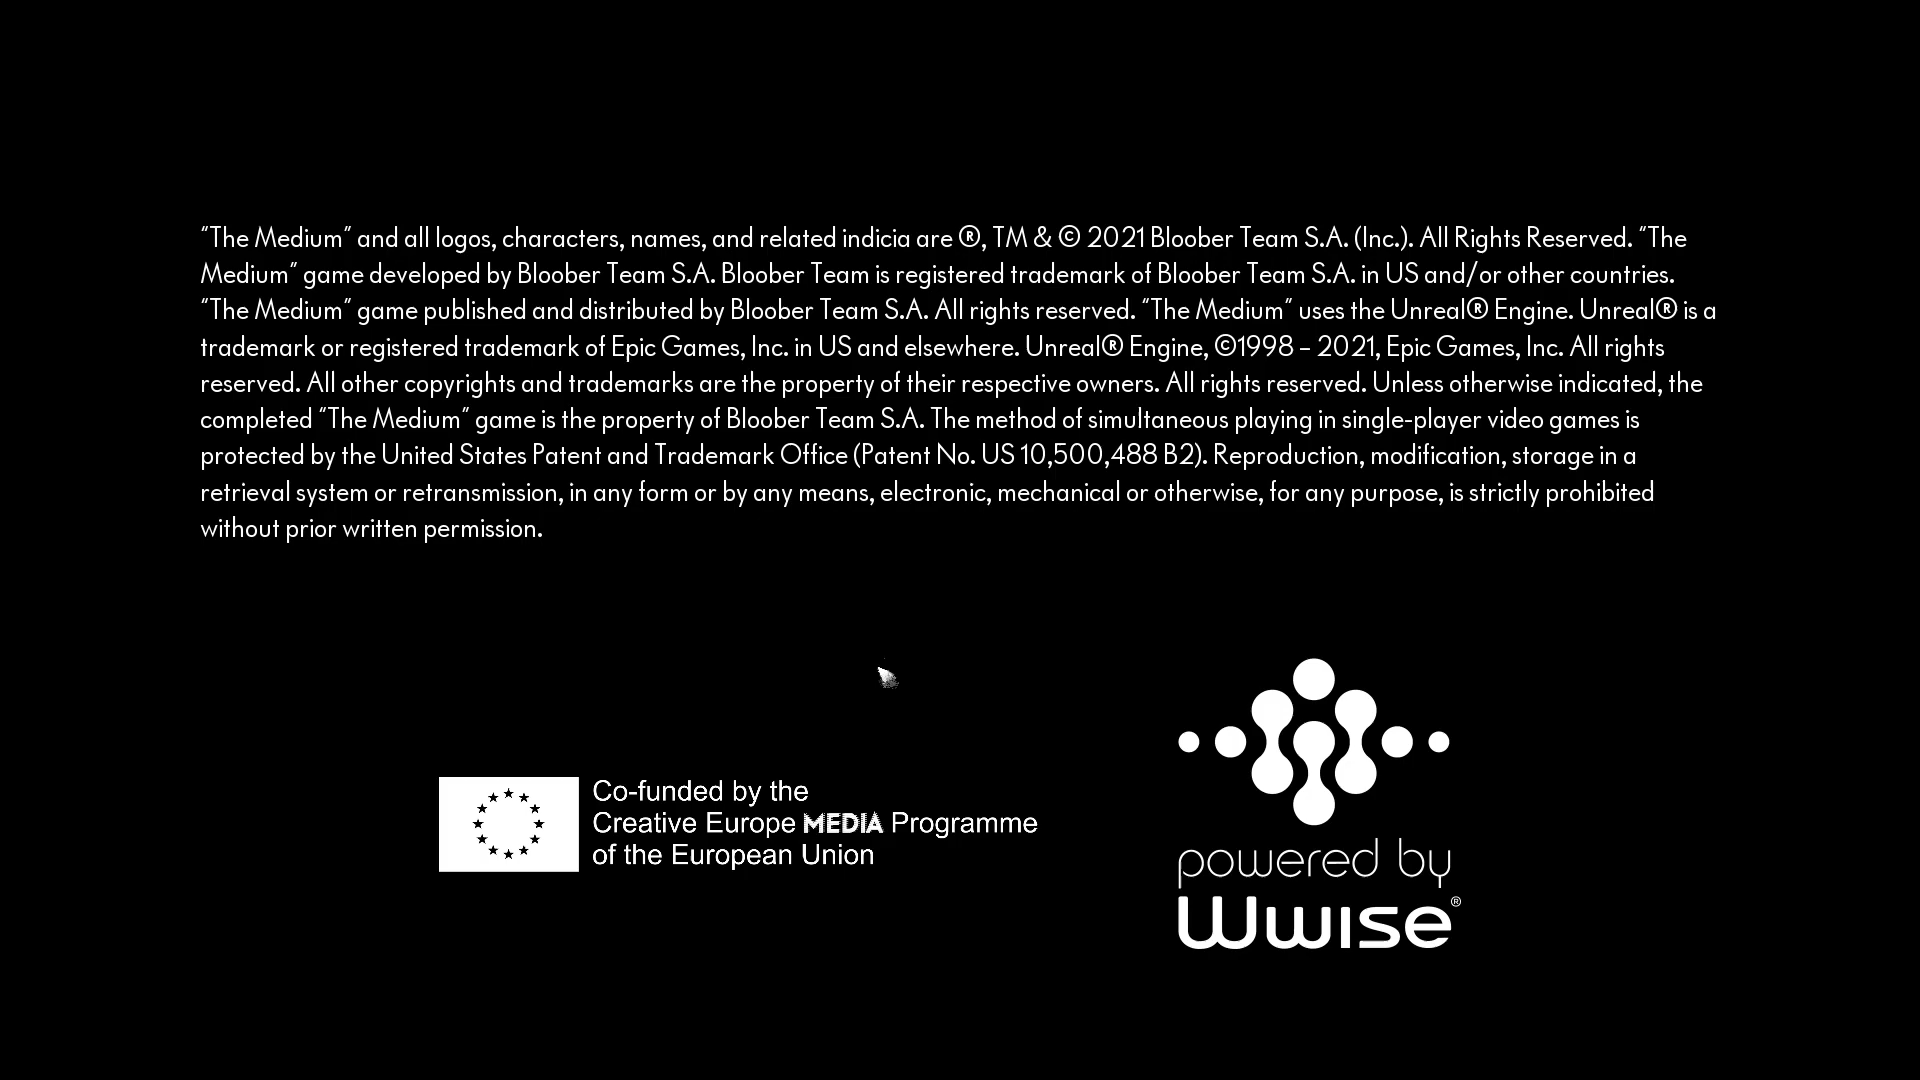 “The Medium” and all logos, characters, names, and related indicia are ®, TM & © 2021 Bloober Team S.A. (Inc.). All Rights Reserved. “The
Medium” game developed by Bloober Team S.A. Bloober Team is registered trademark of Bloober Team S.A. in US and/or other countries.
“The Medium” game published and distributed by Bloober Team S.A. All rights reserved. “The Medium” uses the Unreal® Engine. Unreal® is a
trademark or registered trademark of Epic Games, Inc. in US and elsewhere. Unreal® Engine, ©1998 – 2021, Epic Games, Inc. All rights
reserved. All other copyrights and trademarks are the property of their respective owners. All rights reserved. Unless otherwise indicated, the
completed “The Medium” game is the property of Bloober Team S.A. The method of simultaneous playing in single-player video games is
protected by the United States Patent and Trademark Office (Patent No. US 10,500,488 B2). Reproduction, modification, storage in a
retrieval system or retransmission, in any form or by any means, electronic, mechanical or otherwise, for any purpose, is strictly prohibited
without prior written permission.
Co-funded by the
Creative Europe MEDIA Programme
of the European Union
powered by
Wwise®